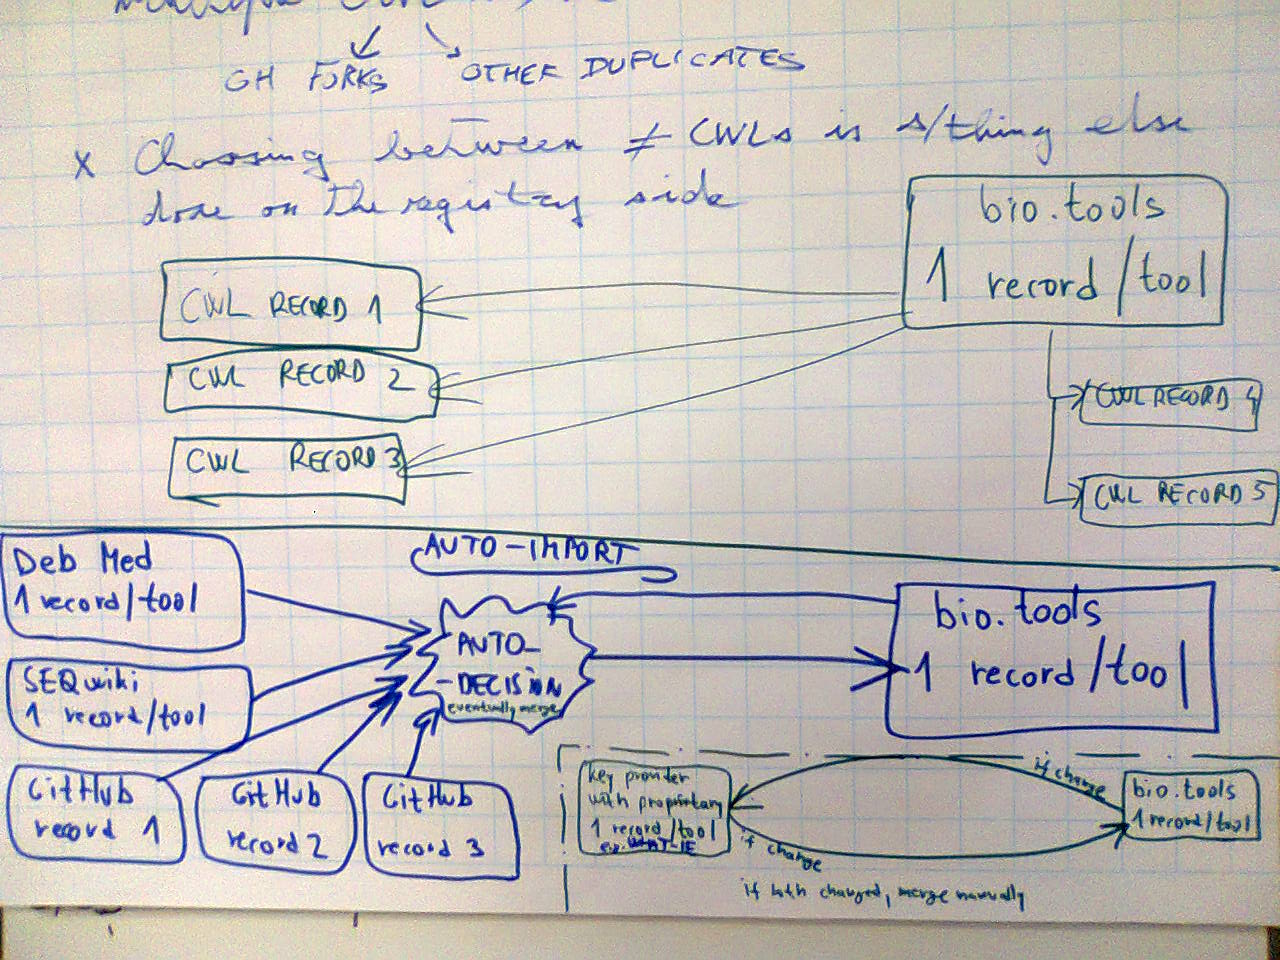 GH FORKS
OTHER DUPLICATES
x Choosing between ≠ CWLs is s/thing else
done on the registry side
bio.tools
1 record/tool
CWL RECORD 1
CWL RECORD 2
CWL RECORD 3
CWL RECORD 4
CWL RECORD 5
AUTO-IMPORT
Deb Med
1 record/tool
SEQwiki
1 record/tool
GitHub
record 1
GitHub
record 2
GitHub
record 3
AUTO-
-DECISION
eventually merge
bio.tools
1 record/tool
key provider
with proprietary
1 record/tool
ex.
if change
if change
bio.tools
1 record/tool
if both changed, merge manually